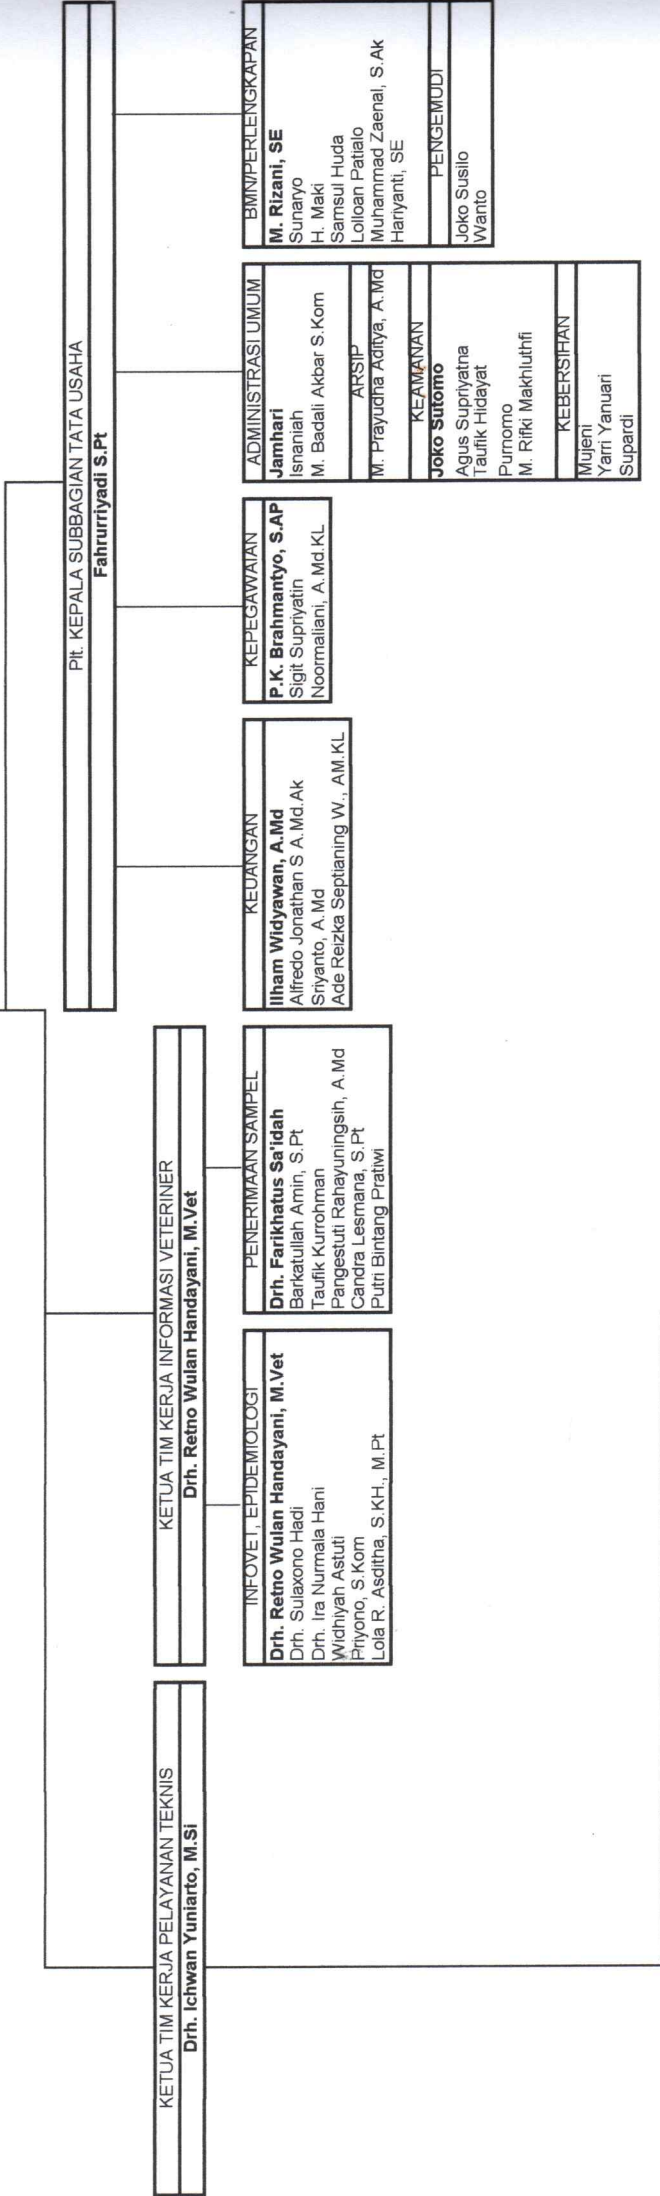 Plt. KEPALA SUBBAGIAN TATA USAHA
Fahrurriyadi S.Pt
KETUA TIM KERJA PELAYANAN TEKNIS
Drh. Ichwan Yuniarto, M.Si
KETUA TIM KERJA INFORMASI VETERINER
Drh. Retno Wulan Handayani, M.Vet
INFOVET, EPIDEMIOLOGI
Drh. Retno Wulan Handayani, M.Vet
Drh. Sulaxono Hadi
Drh. Ira Nurmala Hani
Widhiyah Astuti
Priyono, S.Kom
Lola R. Asditha, S.KH., M.Pt
PENERIMAAN SAMPEL
Drh. Farikhatus Sa'idah
Barkatullah Amin, S.Pt
Taufik Kurrohman
Pangestuti Rahayuningsih, A.Md
Candra Lesmana, S.Pt
Putri Bintang Pratiwi
KEUANGAN
Ilham Widyawan, A.Md
Alfredo Jonathan S A.Md.Ak
Sriyanto, A.Md
Ade Reizka Septianing W., AM.KL
KEPEGAWAIAN
P.K. Brahmantyo, S.AP
Sigit Supriyatin
Noormaliani, A.Md.KL
ADMINISTRASI UMUM
Jamhari
Isnaniah
M. Badali Akbar S.Kom
ARSIP
M. Prayudha Aditya, A.Md
KEAMANAN
Joko Sutomo
Agus Supriyatna
Taufik Hidayat
Purnomo
M. Rifki Makhluthfi
KEBERSIHAN
Mujeni
Yarri Yanuari
Supardi
BMN/PERLENGKAPAN
M. Rizani, SE
Sunaryo
H. Maki
Samsul Huda
Lolloan Patialo
Muhammad Zaenal, S.Ak
Hariyanti, SE
PENGEMUDI
Joko Susilo
Wanto